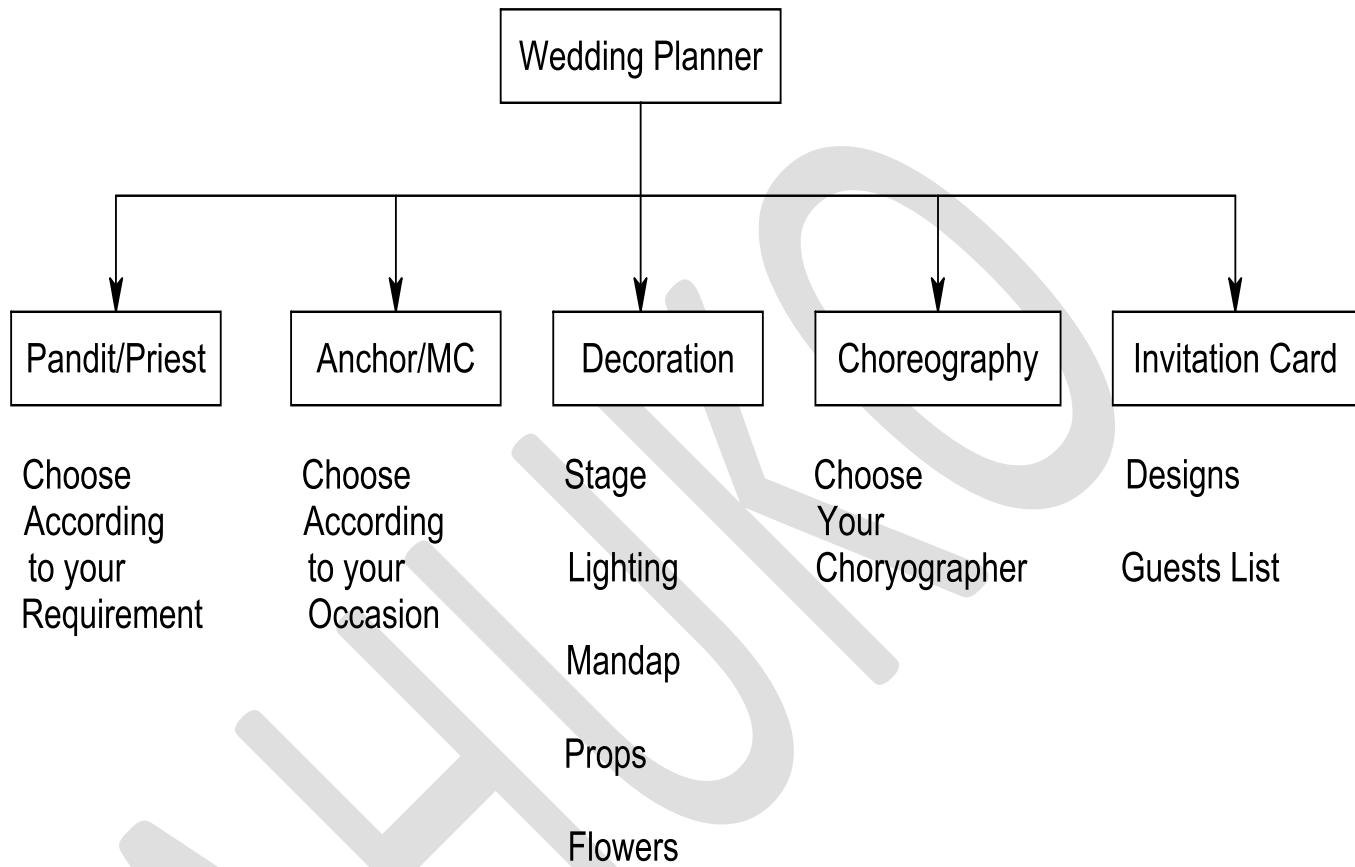 Wedding Planner
Pandit/Priest
Anchor/MC
Decoration
Choreography
Invitation Card
Choose
According
to your
Requirement
Choose
According
to your
Occasion
Stage
Lighting
Mandap
Props
Flowers
Choose
Your
Choryographer
Designs
Guests List